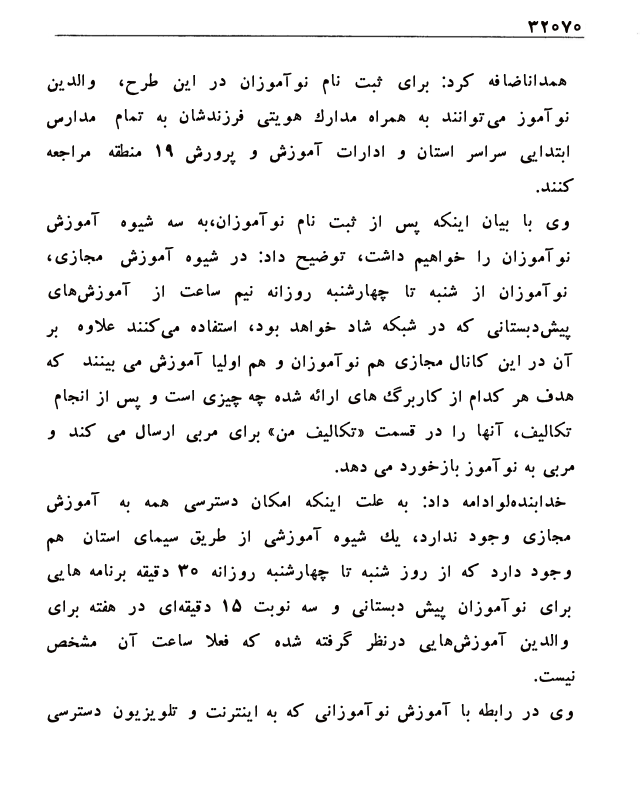 ۳۲۰۷۰
همداناضافه کرد: برای ثبت نام نوآموزان در این طرح، والدین
نوآموز می‌توانند به همراه مدارك هویتی فرزندشان به تمام مدارس
ابتدایی سراسر استان و ادارات آموزش و پرورش ۱۹ منطقه مراجعه
کنند.
وی با بیان اینکه پس از ثبت نام نوآموزان،به سه شیوه آموزش
نوآموزان را خواهیم داشت، توضیح داد: در شیوه آموزش مجازی،
نوآموزان از شنبه تا چهارشنبه روزانه نیم ساعت از آموزش‌های
پیش‌دبستانی که در شبکه شاد خواهد بود، استفاده می‌کنند علاوه بر
آن در این کانال مجازی هم نوآموزان و هم اولیا آموزش می بینند که
هدف هر کدام از کاربرگ های ارائه شده چه چیزی است و پس از انجام
تکالیف، آنها را در قسمت «تکالیف من» برای مربی ارسال می کند و
مربی به نوآموز بازخورد می دهد.
خدابنده‌لوادامه داد: به علت اینکه امکان دسترسی همه به آموزش
مجازی وجود ندارد، یك شیوه آموزشی از طریق سیمای استان هم
وجود دارد که از روز شنبه تا چهارشنبه روزانه ۳۰ دقیقه برنامه هایی
برای نوآموزان پیش دبستانی و سه نوبت ۱۵ دقیقه‌ای در هفته برای
والدین آموزش‌هایی درنظر گرفته شده که فعلا ساعت آن مشخص
نیست.
وی در رابطه با آموزش نوآموزانی که به اینترنت و تلویزیون دسترسی